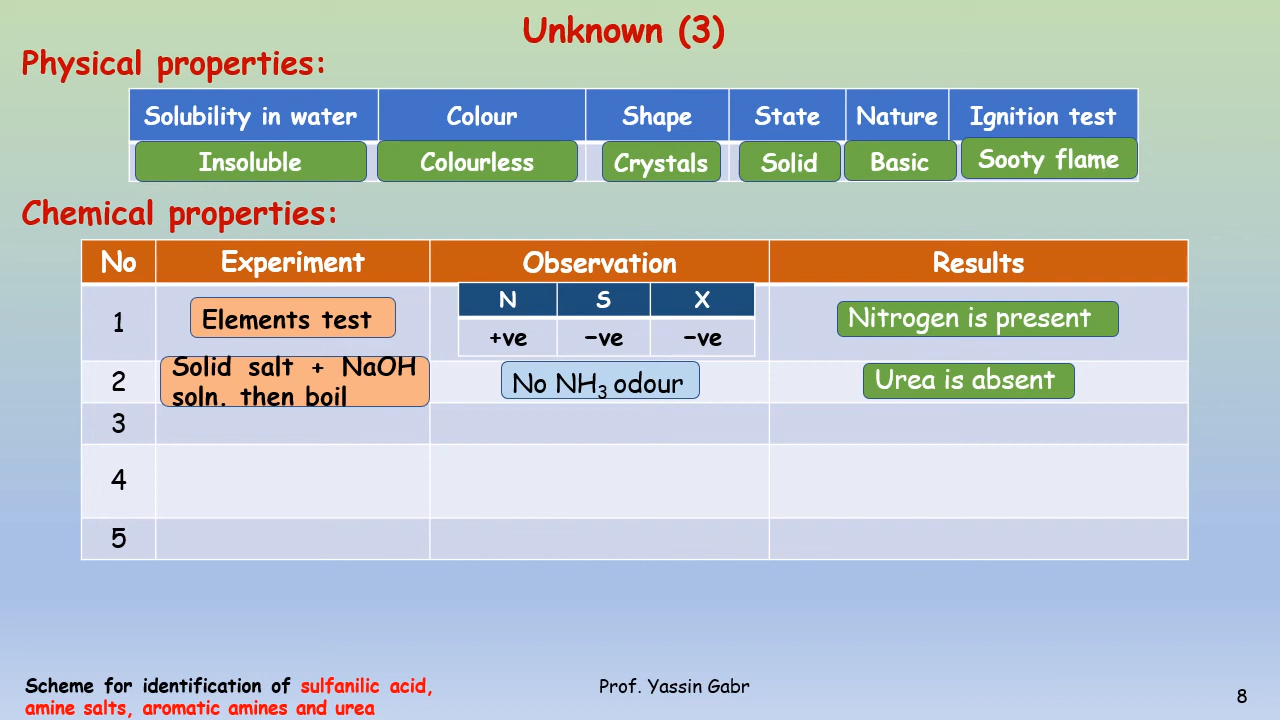 Unknown (3)
Physical properties:
Solubility in water Colour Shape State Nature Ignition test
Insoluble Colourless Crystals Solid Basic Sooty flame
Chemical properties:
No Experiment Observation Results
1 Elements test N S X Nitrogen is present
+ve −ve −ve
2 Solid salt + NaOH No NH3 odour Urea is absent
soln, then boil
3
4
5
Scheme for identification of sulfanilic acid,
amine salts, aromatic amines and urea
Prof. Yassin Gabr
8